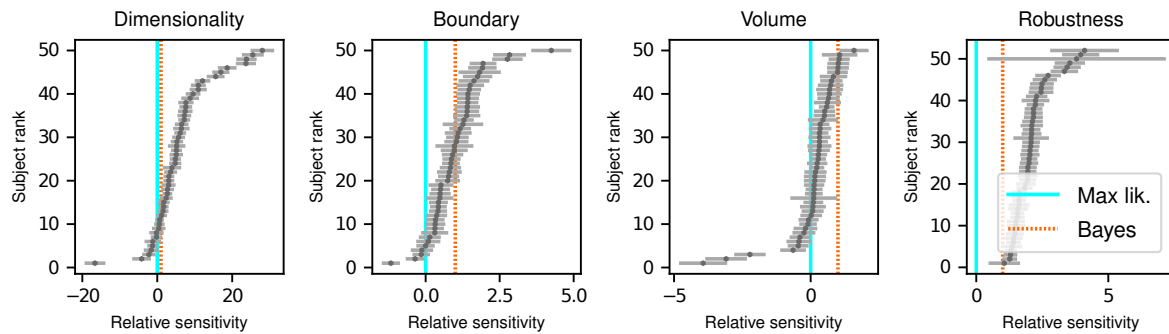 Dimensionality
Boundary
Volume
Robustness
Subject rank
50
40
30
20
10
0
−20
0
20
Relative sensitivity
Subject rank
50
40
30
20
10
0
0.0
2.5
5.0
Relative sensitivity
Subject rank
50
40
30
20
10
0
−5
0
Relative sensitivity
Subject rank
50
40
30
20
10
0
0
5
Relative sensitivity
Max lik.
Bayes